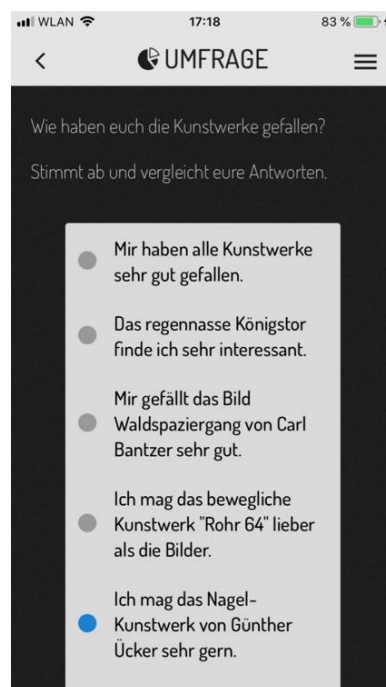 WLAN 17:18 83 %
UMFRAGE
Wie haben euch die Kunstwerke gefallen?
Stimmt ab und vergleicht eure Antworten.
Mir haben alle Kunstwerke
sehr gut gefallen.
Das regennasse Königstor
finde ich sehr interessant.
Mir gefällt das Bild
Waldspaziergang von Carl
Bantzer sehr gut.
Ich mag das bewegliche
Kunstwerk "Rohr 64" lieber
als die Bilder.
Ich mag das Nagel-
Kunstwerk von Günther
Ücker sehr gern.